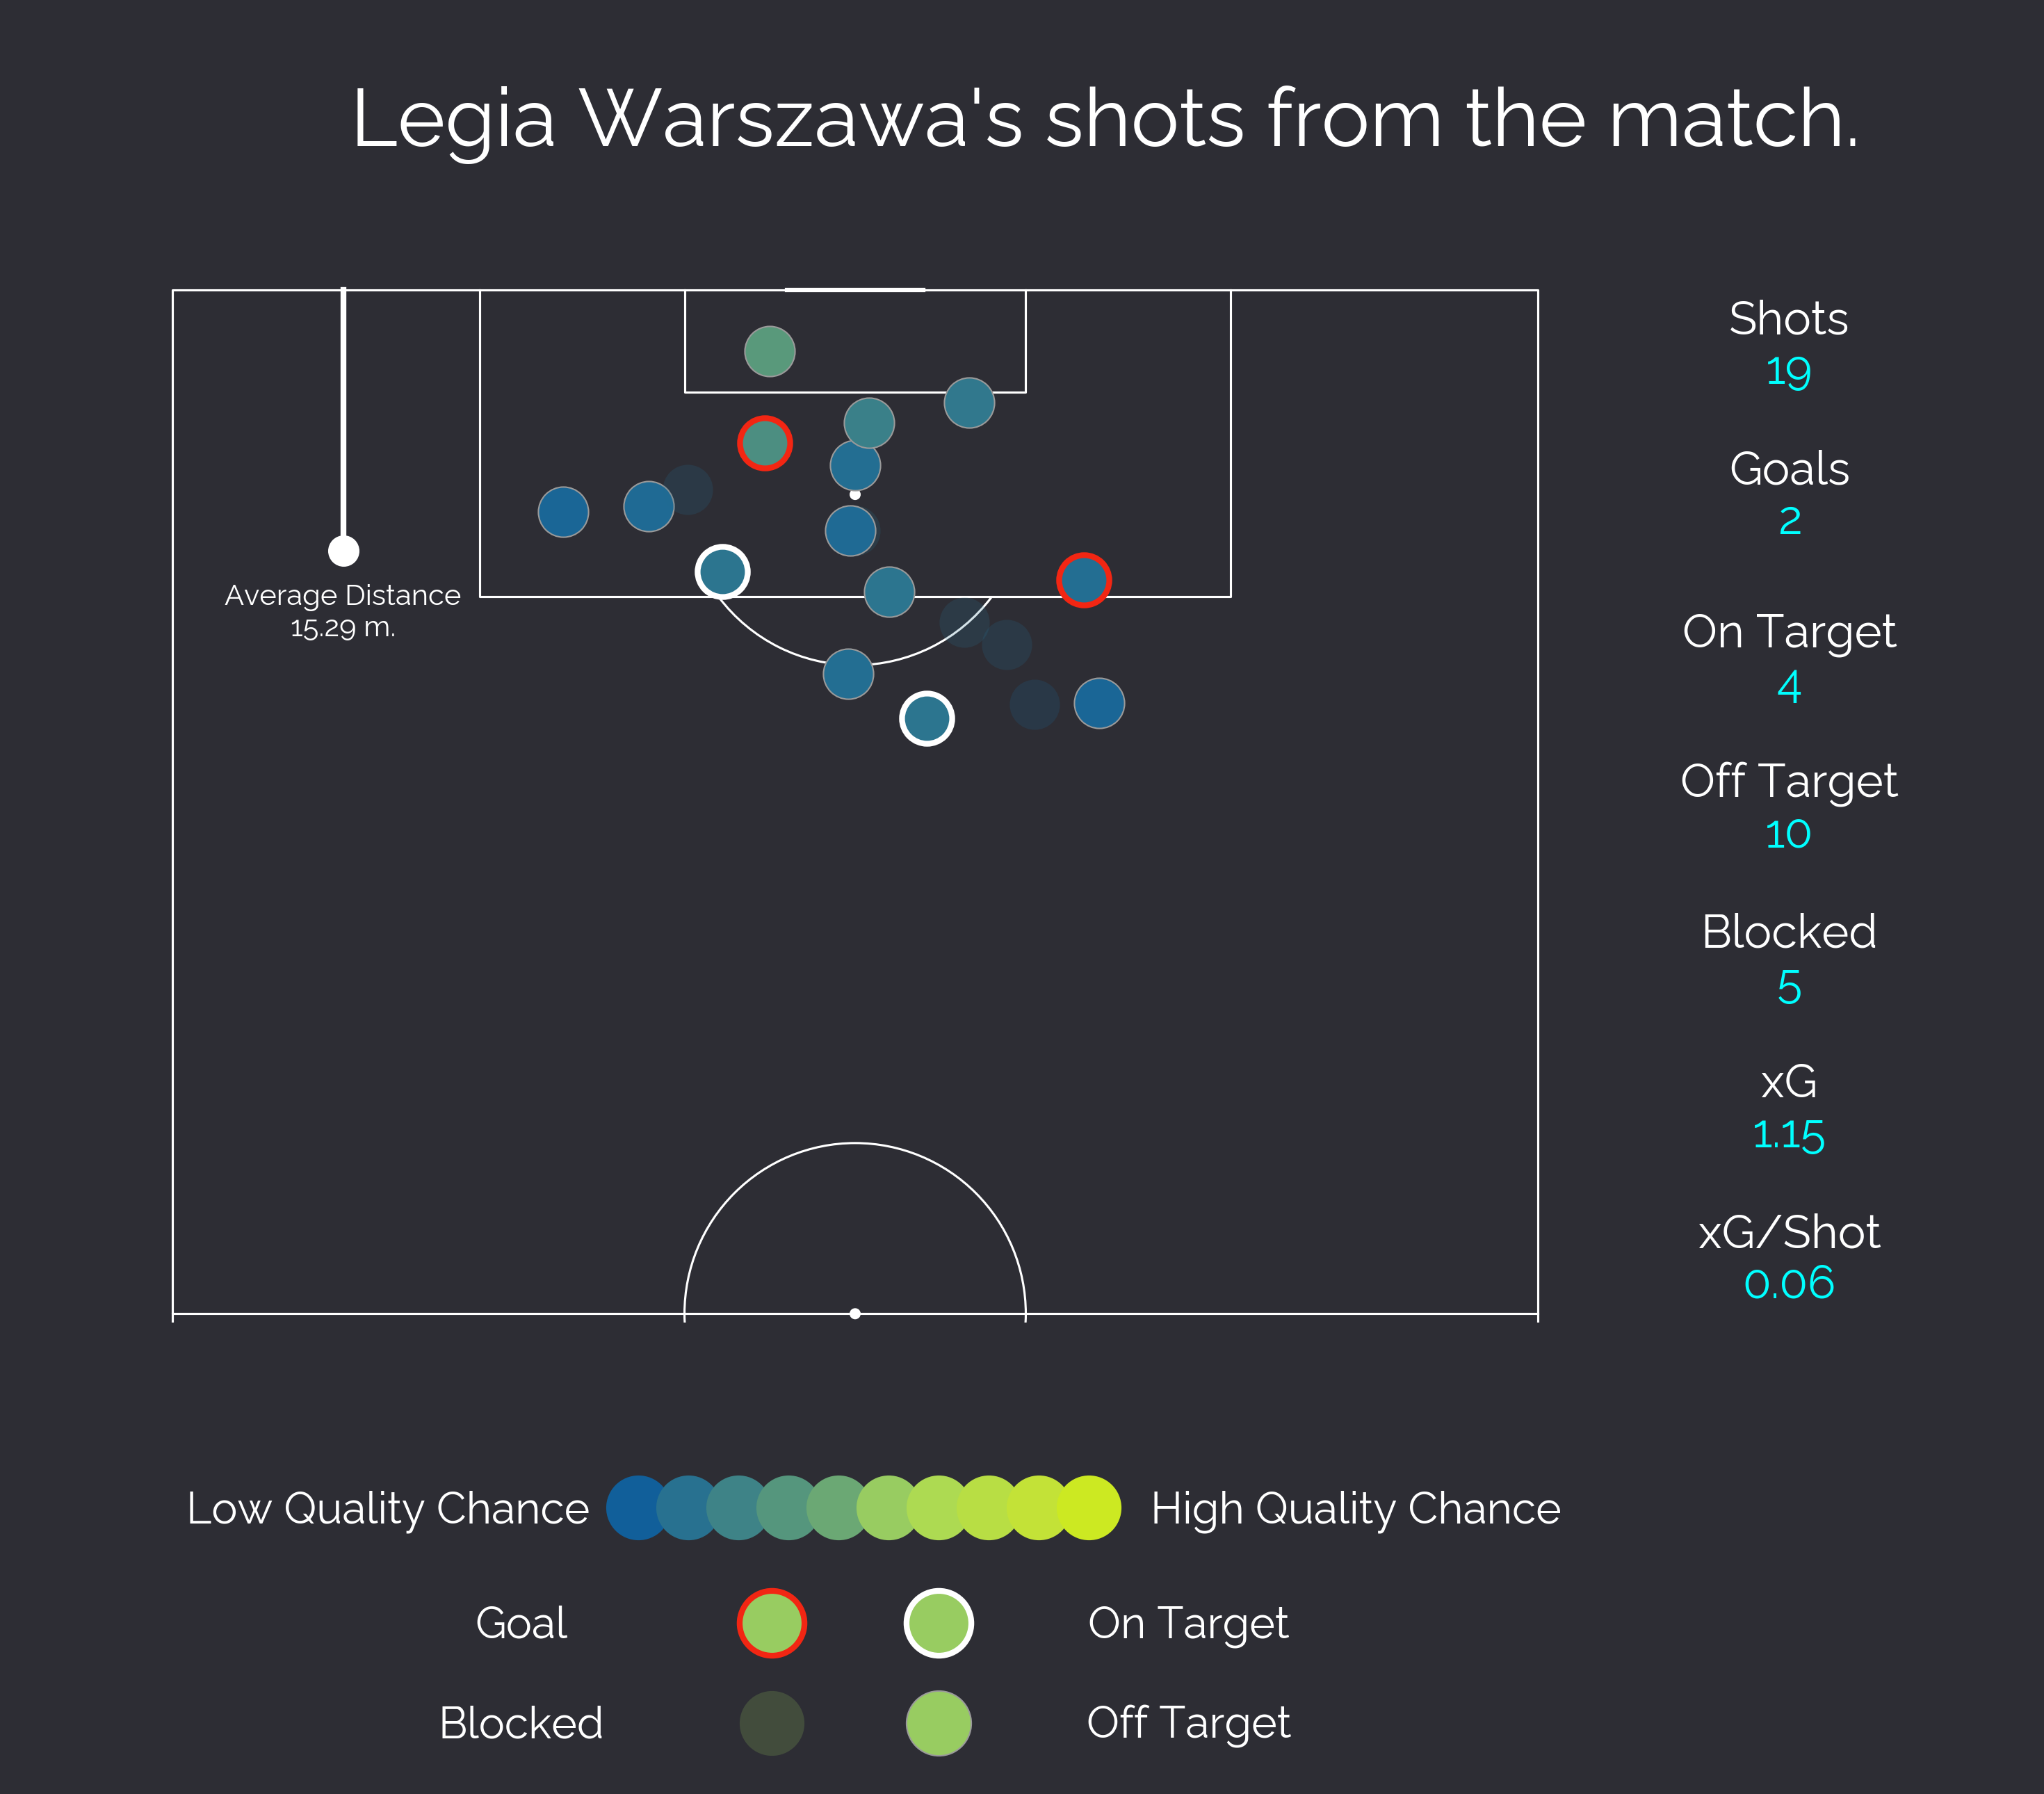 Legia Warszawa's shots from the match.
Average Distance
15.29 m.
Shots
19
Goals
2
On Target
4
Off Target
10
Blocked
5
xG
1.15
xG/Shot
0.06
Low Quality Chance
High Quality Chance
Goal
On Target
Blocked
Off Target